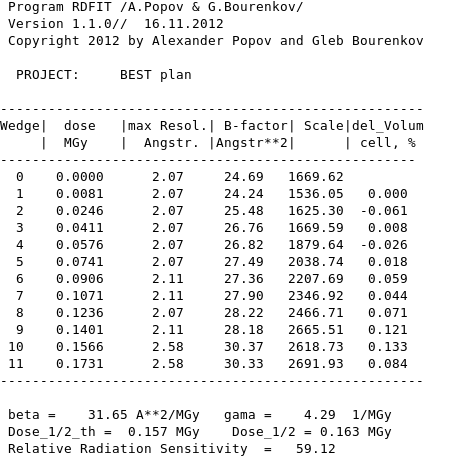 Program RDFIT /A.Popov & G.Bourenkov/
Version 1.1.0//  16.11.2012
Copyright 2012 by Alexander Popov and Gleb Bourenkov
PROJECT:     BEST plan
-----------------------------------------------------
Wedge|  dose   |max Resol.| B-factor| Scale|del_Volum
     |  MGy    |  Angstr. |Angstr**2|      | cell, %
----------------------------------------------------
  0    0.0000      2.07     24.69   1669.62
  1    0.0081      2.07     24.24   1536.05   0.000
  2    0.0246      2.07     25.48   1625.30  -0.061
  3    0.0411      2.07     26.76   1669.59   0.008
  4    0.0576      2.07     26.82   1879.64  -0.026
  5    0.0741      2.07     27.49   2038.74   0.018
  6    0.0906      2.11     27.36   2207.69   0.059
  7    0.1071      2.11     27.90   2346.92   0.044
  8    0.1236      2.07     28.22   2466.71   0.071
  9    0.1401      2.11     28.18   2665.51   0.121
 10    0.1566      2.58     30.37   2618.73   0.133
 11    0.1731      2.58     30.33   2691.93   0.084
-----------------------------------------------------
beta =    31.65 A**2/MGy   gama =    4.29  1/MGy
Dose_1/2_th =  0.157 MGy    Dose_1/2 = 0.163 MGy
Relative Radiation Sensitivity  =   59.12